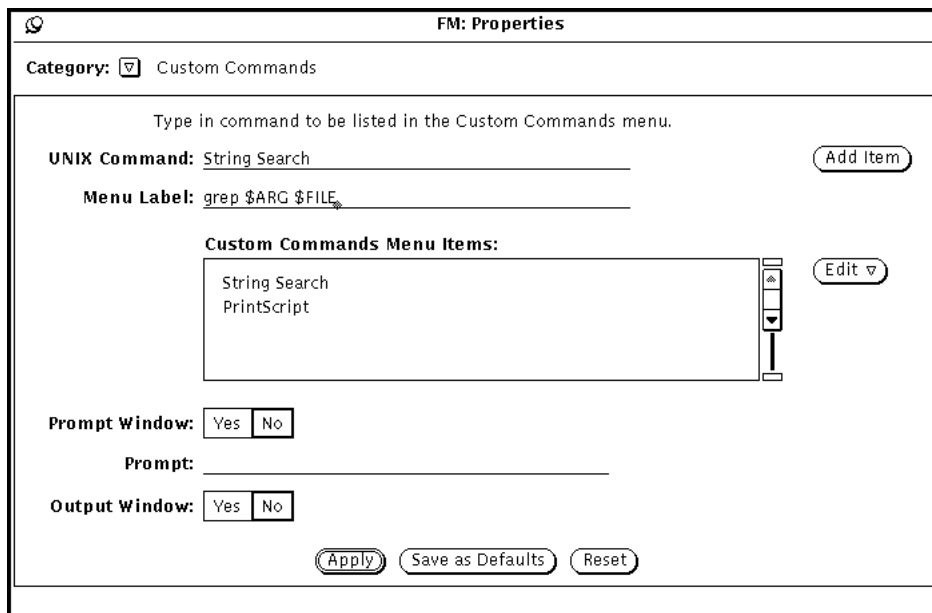 FM: Properties
Category: Custom Commands
Type in command to be listed in the Custom Commands menu.
UNIX Command: String Search Add Item
Menu Label: grep $ARG $FILE
Custom Commands Menu Items:
Edit
String Search
PrintScript
Prompt Window: Yes No
Prompt:
Output Window: Yes No
Apply Save as Defaults Reset